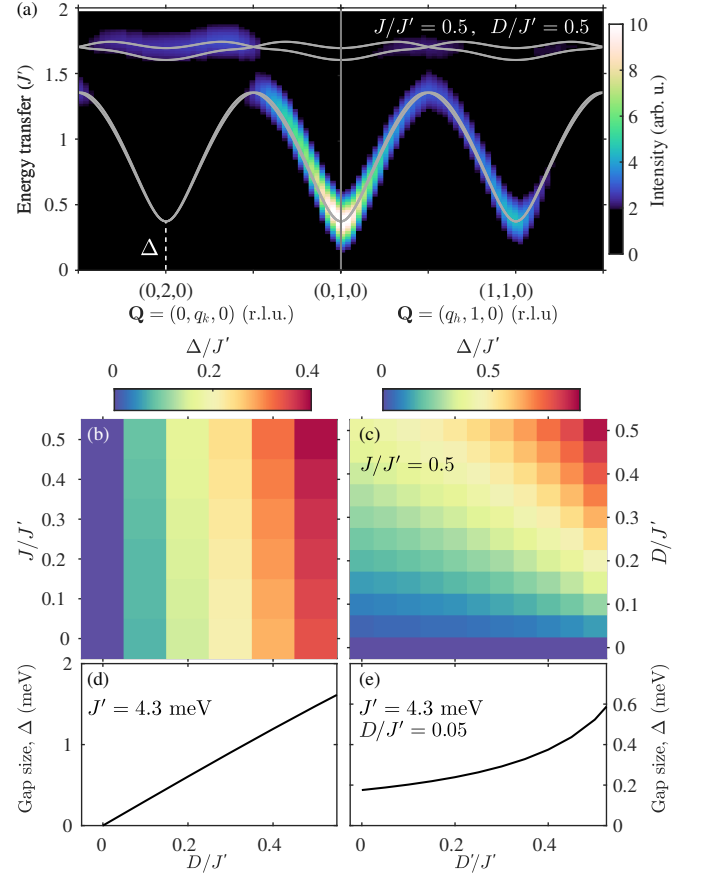 (a)
J/J′ = 0.5, D/J′ = 0.5
Energy transfer (J′)
2
1.5
1
0.5
0
Δ
(0,2,0)
(0,1,0)
(1,1,0)
Q = (0, q_k, 0) (r.l.u.)
Q = (q_h, 1, 0) (r.l.u)
10
8
6
4
2
0
Intensity (arb. u.)
Δ/J′
0
0.2
0.4
Δ/J′
0
0.5
(b)
J/J′
0.5
0.4
0.3
0.2
0.1
0
(c)
J/J′ = 0.5
0.5
0.4
0.3
0.2
0.1
0
D/J′
(d)
J′ = 4.3 meV
Gap size, Δ (meV)
2
1
0
0
0.2
0.4
D/J′
(e)
J′ = 4.3 meV
D/J′ = 0.05
0.6
0.4
0.2
0
Gap size, Δ (meV)
0
0.2
0.4
D′/J′